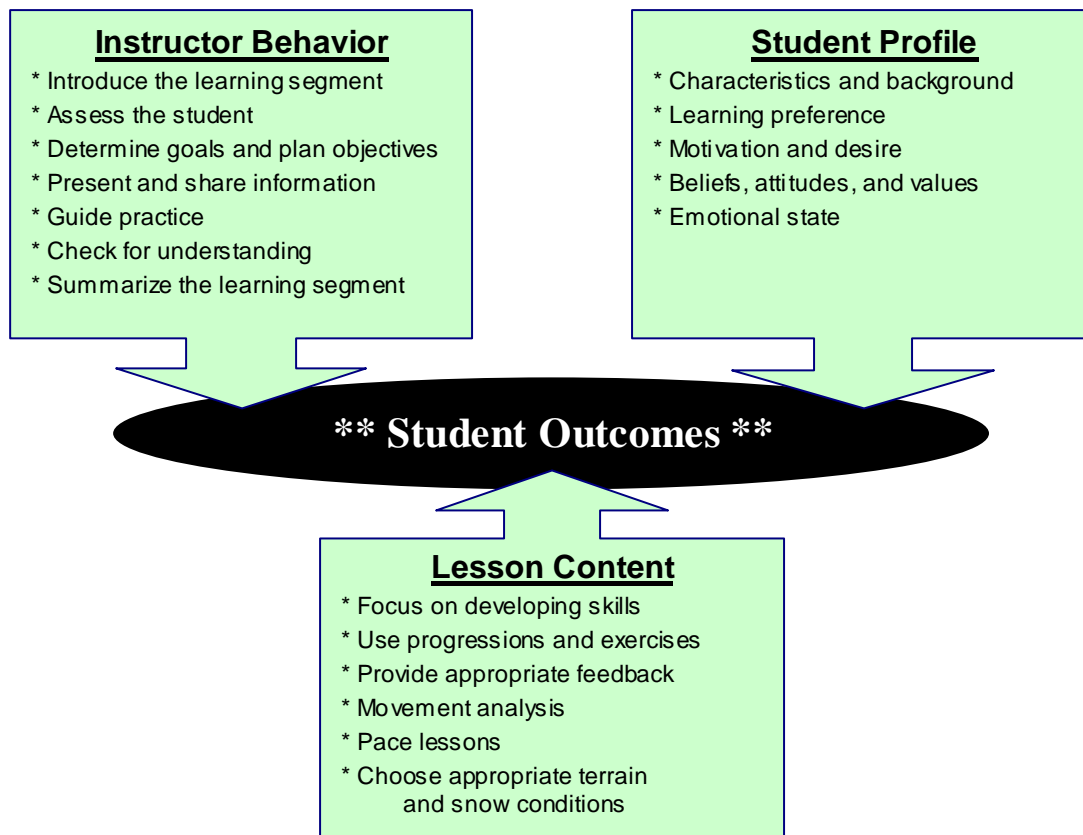 Instructor Behavior
* Introduce the learning segment
* Assess the student
* Determine goals and plan objectives
* Present and share information
* Guide practice
* Check for understanding
* Summarize the learning segment
Student Profile
* Characteristics and background
* Learning preference
* Motivation and desire
* Beliefs, attitudes, and values
* Emotional state
** Student Outcomes **
Lesson Content
* Focus on developing skills
* Use progressions and exercises
* Provide appropriate feedback
* Movement analysis
* Pace lessons
* Choose appropriate terrain
and snow conditions